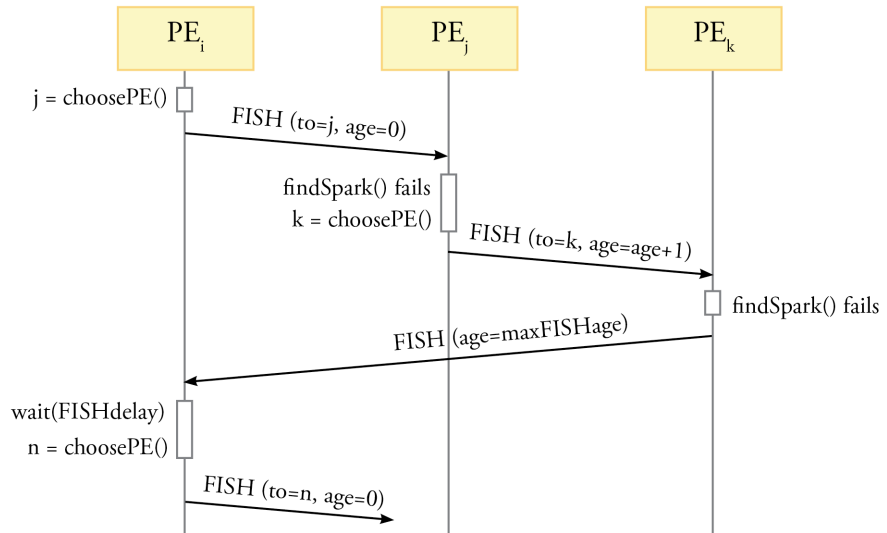 PEi
PEj
PEk
j = choosePE()
FISH (to=j, age=0)
findSpark() fails
k = choosePE()
FISH (to=k, age=age+1)
findSpark() fails
FISH (age=maxFISHage)
wait(FISHdelay)
n = choosePE()
FISH (to=n, age=0)